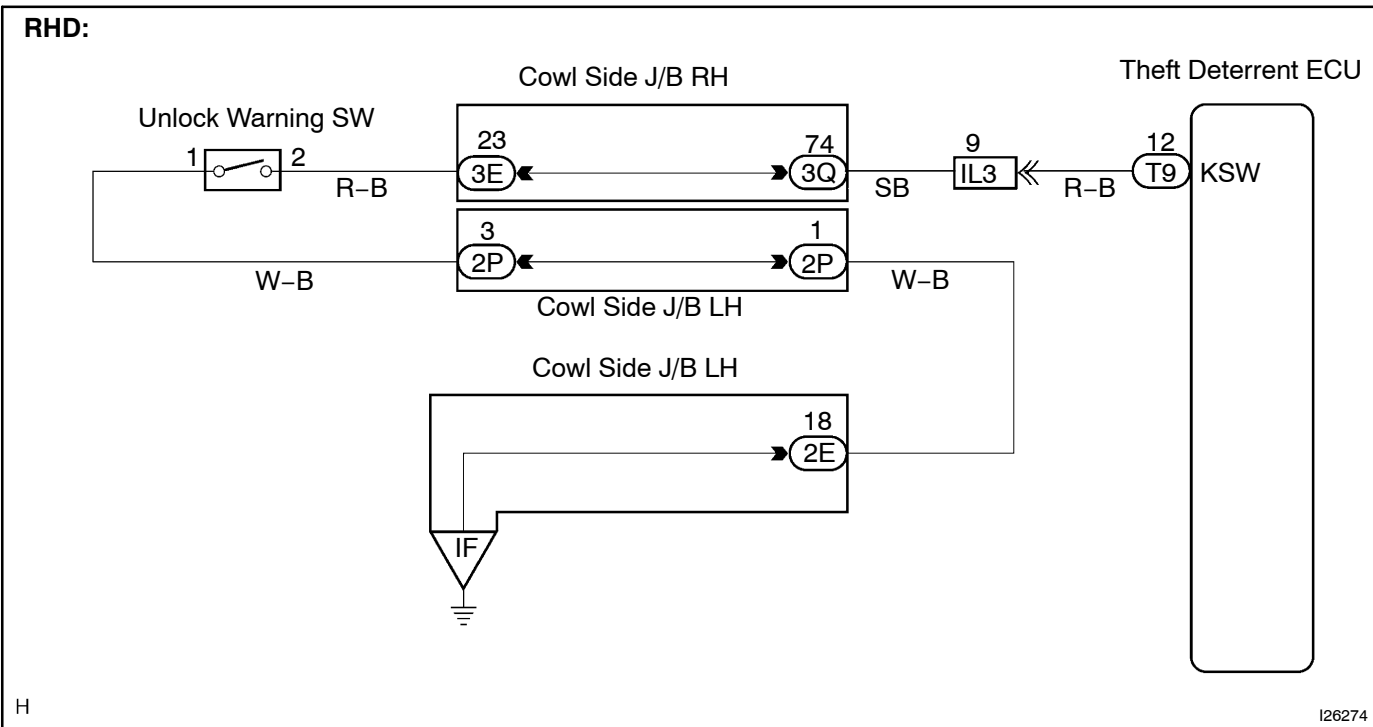 RHD:
Cowl Side J/B RH
Theft Deterrent ECU
Unlock Warning SW
1
2
23
3E
74
3Q
9
IL3
12
T9
KSW
R–B
SB
R–B
3
2P
1
2P
W–B
W–B
Cowl Side J/B LH
Cowl Side J/B LH
18
2E
IF
H
I26274